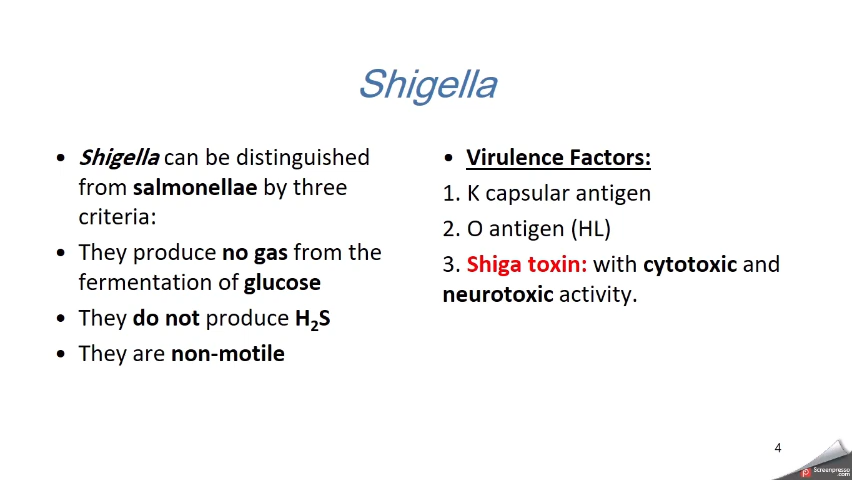 Shigella
• Shigella can be distinguished
from salmonellae by three
criteria:
• They produce no gas from the
fermentation of glucose
• They do not produce H₂S
• They are non-motile
• Virulence Factors:
1. K capsular antigen
2. O antigen (HL)
3. Shiga toxin: with cytotoxic and
neurotoxic activity.
4
Screenpresso
.com